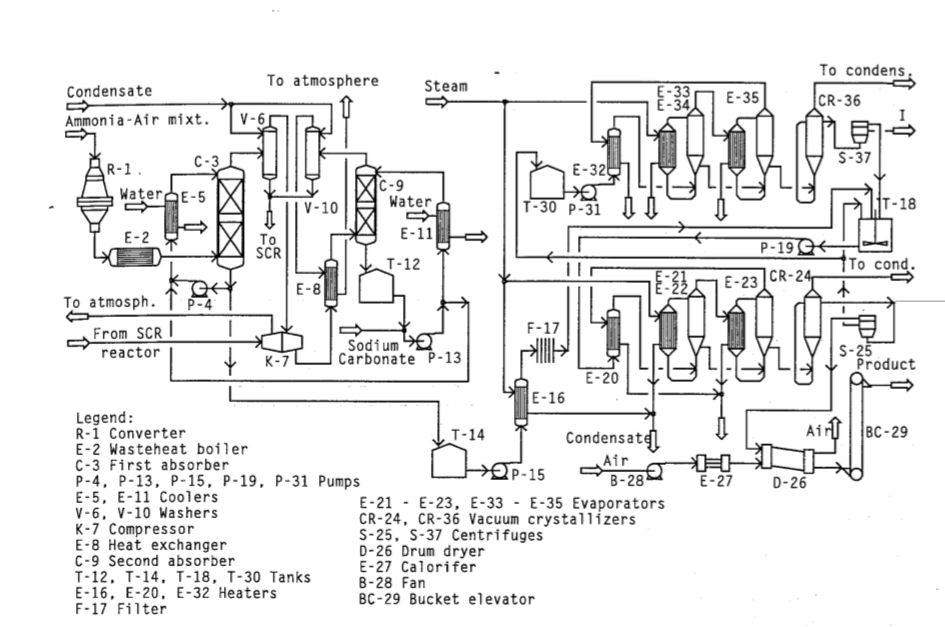 To atmosphere
Steam
To condens.
Condensate
Ammonia-Air mixt.
V-6
E-33
E-34
E-35
CR-36
I
R-1
C-3
S-37
Water
E-5
C-9
E-32
Water
T-30
P-31
T-18
V-10
E-2
To
SCR
E-11
P-19
T-12
To cond.
E-8
E-21
E-22
E-23
CR-24
P-4
To atmosph.
From SCR
reactor
Sodium
Carbonate
F-17
K-7
P-13
S-25
Product
E-20
E-16
Legend:
R-1 Converter
E-2 Wasteheat boiler
C-3 First absorber
P-4, P-13, P-15, P-19, P-31 Pumps
E-5, E-11 Coolers
V-6, V-10 Washers
K-7 Compressor
E-8 Heat exchanger
C-9 Second absorber
T-12, T-14, T-18, T-30 Tanks
E-16, E-20, E-32 Heaters
F-17 Filter
T-14
P-15
Condensate
Air
BC-29
Air
B-28
E-27
D-26
E-21 - E-23, E-33 - E-35 Evaporators
CR-24, CR-36 Vacuum crystallizers
S-25, S-37 Centrifuges
D-26 Drum dryer
E-27 Calorifer
B-28 Fan
BC-29 Bucket elevator